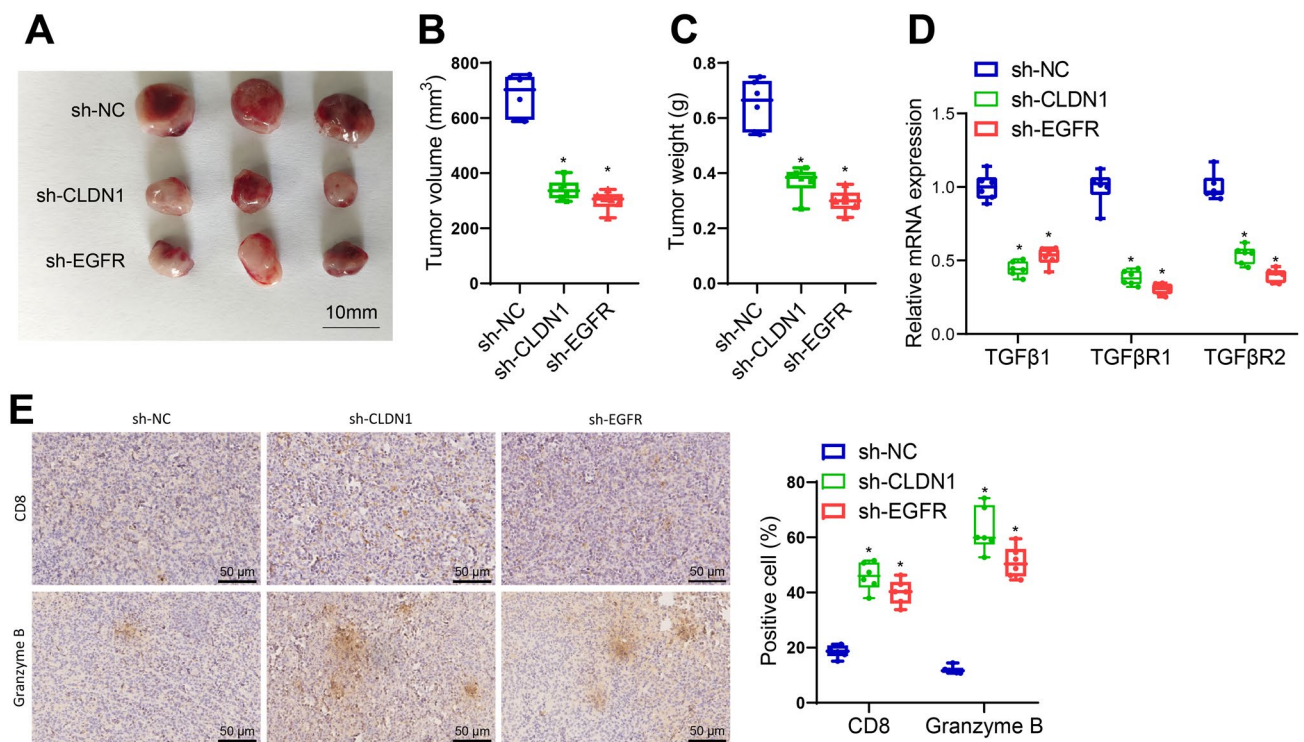 A
sh-NC
sh-CLDN1
sh-EGFR
10mm
B
Tumor volume (mm³)
800
600
400
200
0
*
*
sh-NC
sh-CLDN1
sh-EGFR
C
Tumor weight (g)
0.8
0.6
0.4
0.2
0.0
*
*
sh-NC
sh-CLDN1
sh-EGFR
D
sh-NC
sh-CLDN1
sh-EGFR
Relative mRNA expression
1.5
1.0
0.5
0.0
*
*
*
*
*
*
TGFβ1
TGFβR1
TGFβR2
E
sh-NC
sh-CLDN1
sh-EGFR
CD8
50 μm
50 μm
50 μm
Granzyme B
50 μm
50 μm
50 μm
sh-NC
sh-CLDN1
sh-EGFR
Positive cell (%)
80
60
40
20
0
*
*
*
*
CD8
Granzyme B